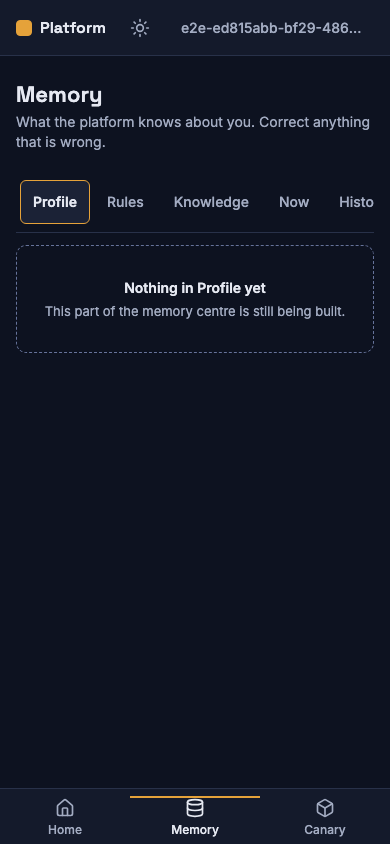 Platform
e2e-ed815abb-bf29-486...
Memory
What the platform knows about you. Correct anything
that is wrong.
Profile
Rules
Knowledge
Now
Histo
Nothing in Profile yet
This part of the memory centre is still being built.
Home
Memory
Canary